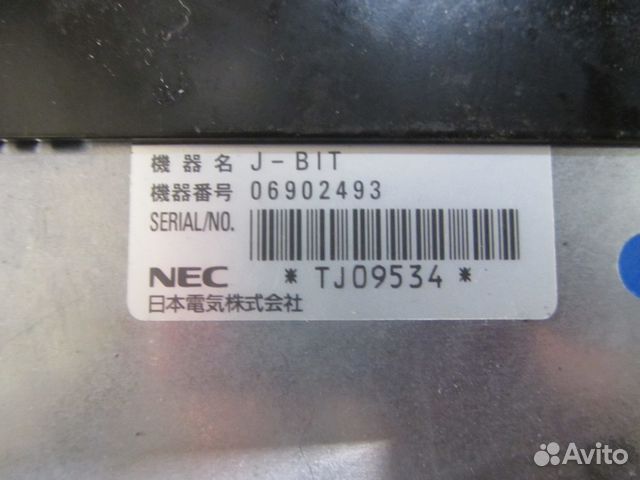 機器名 J-BIT
機器番号 06902493
SERIAL/NO.
NEC *TJ09534*
日本電気株式会社
Avito